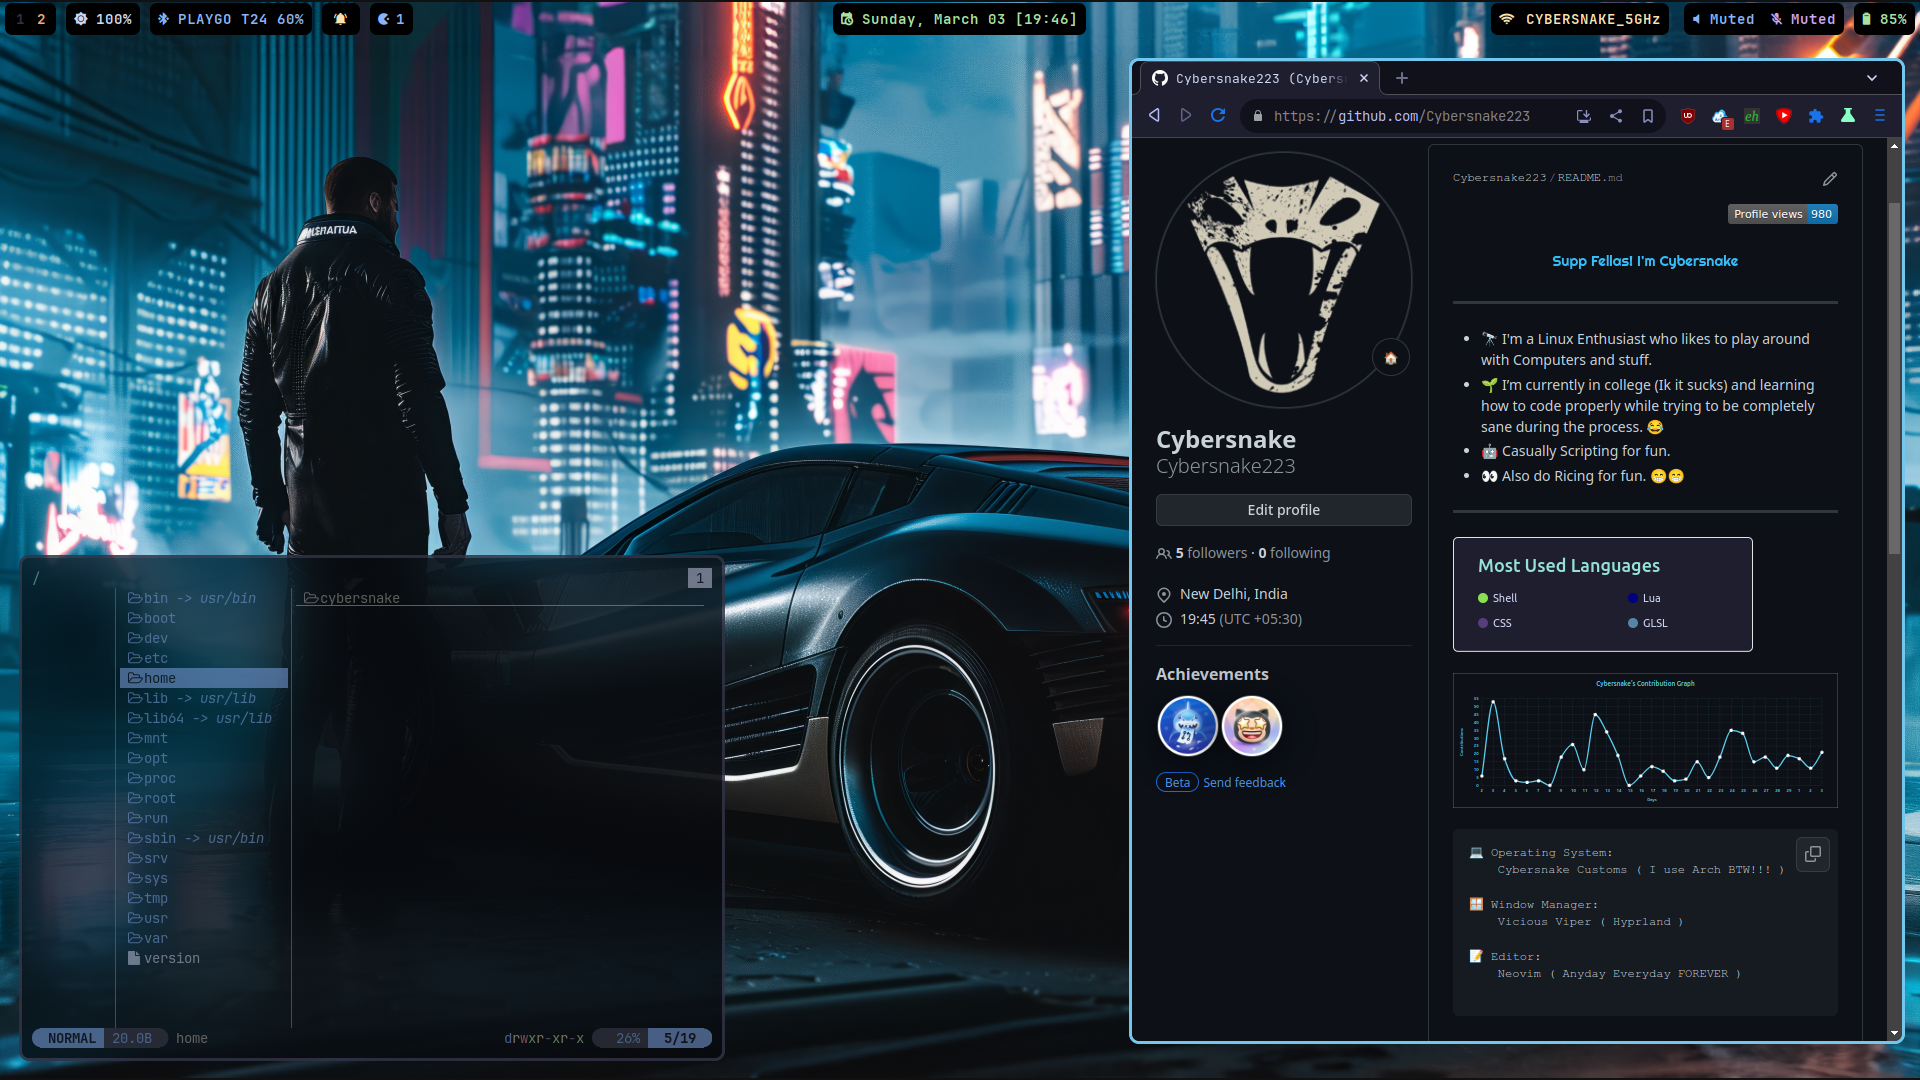 1 2
100%
PLAYGO T24 60%
1
Sunday, March 03 [19:46]
CYBERSNAKE_5GHz
Muted
Muted
85%
/
1
bin -> usr/bin
boot
dev
etc
home
lib -> usr/lib
lib64 -> usr/lib
mnt
opt
proc
root
run
sbin -> usr/bin
srv
sys
tmp
usr
var
version
cybersnake
NORMAL 20.0B home
drwxr-xr-x 26% 5/19
Cybersnake223 (Cybers
https://github.com/Cybersnake223
Cybersnake
Cybersnake223
Edit profile
5 followers · 0 following
New Delhi, India
19:45 (UTC +05:30)
Achievements
Beta Send feedback
Cybersnake223/README.md
Profile views 980
Supp Fellas! I'm Cybersnake
🔭 I'm a Linux Enthusiast who likes to play around
with Computers and stuff.
🌱 I'm currently in college (Ik it sucks) and learning
how to code properly while trying to be completely
sane during the process. 😂
🤖 Casually Scripting for fun.
👀 Also do Ricing for fun. 😁😁
Most Used Languages
Shell
Lua
CSS
GLSL
Cybersnake's Contribution Graph
Contributions
Days
💻 Operating System:
Cybersnake Customs ( I use Arch BTW!!! )
🪟 Window Manager:
Vicious Viper ( Hyprland )
📝 Editor:
Neovim ( Anyday Everyday FOREVER )